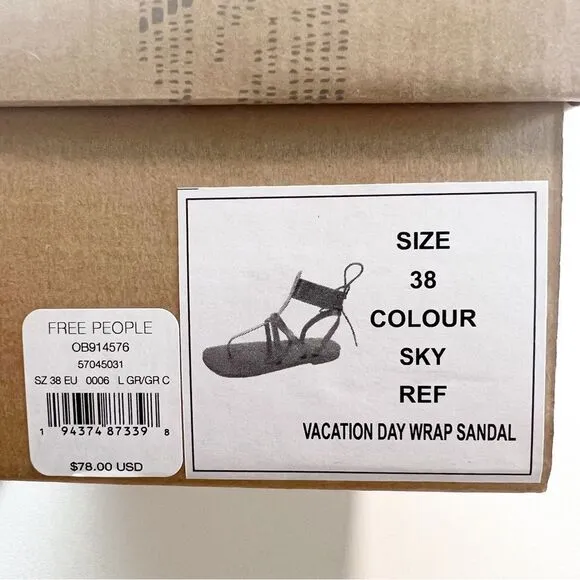 FREE PEOPLE
OB914576
57045031
SZ 38 EU 0006 L GR/GR C
1 94374 87339 8
$78.00 USD
SIZE
38
COLOUR
SKY
REF
VACATION DAY WRAP SANDAL